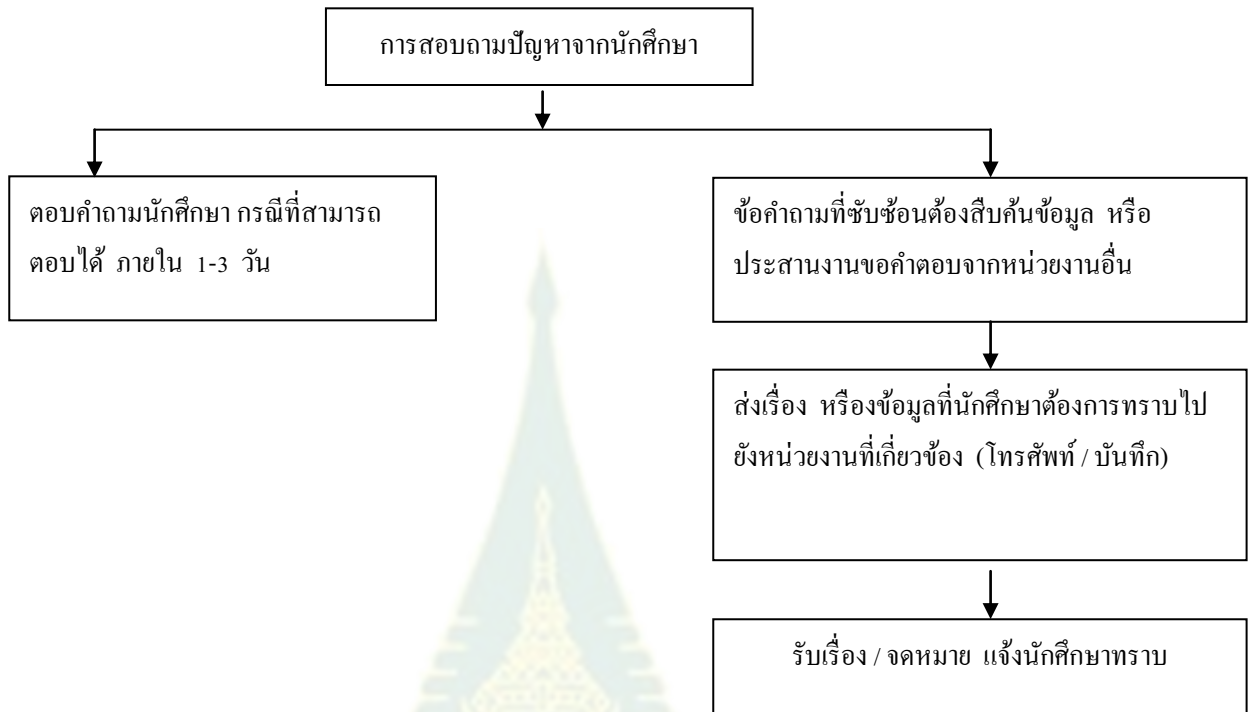 การสอบถามปัญหาจากนักศึกษา
ตอบคำถามนักศึกษา กรณีที่สามารถ
ตอบได้ ภายใน 1-3 วัน
ข้อคำถามที่ซับซ้อนต้องสืบค้นข้อมูล หรือ
ประสานงานขอคำตอบจากหน่วยงานอื่น
ส่งเรื่อง หรืองข้อมูลที่นักศึกษาต้องการทราบไป
ยังหน่วยงานที่เกี่ยวข้อง (โทรศัพท์ / บันทึก)
รับเรื่อง / จดหมาย แจ้งนักศึกษาทราบ